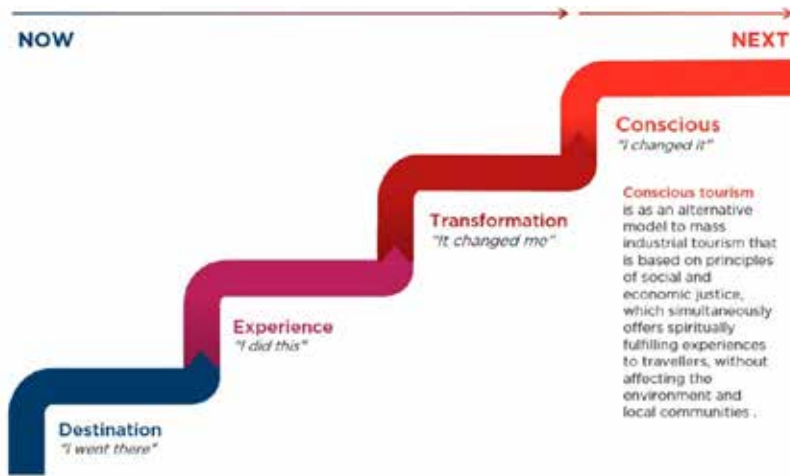 NOW
NEXT
Conscious
"I changed it"
Conscious tourism
is as an alternative
model to mass
industrial tourism that
is based on principles
of social and
economic justice,
which simultaneously
offers spiritually
fulfilling experiences
to travellers, without
affecting the
environment and
local communities .
Transformation
"It changed me"
Experience
"I did this"
Destination
"I went there"